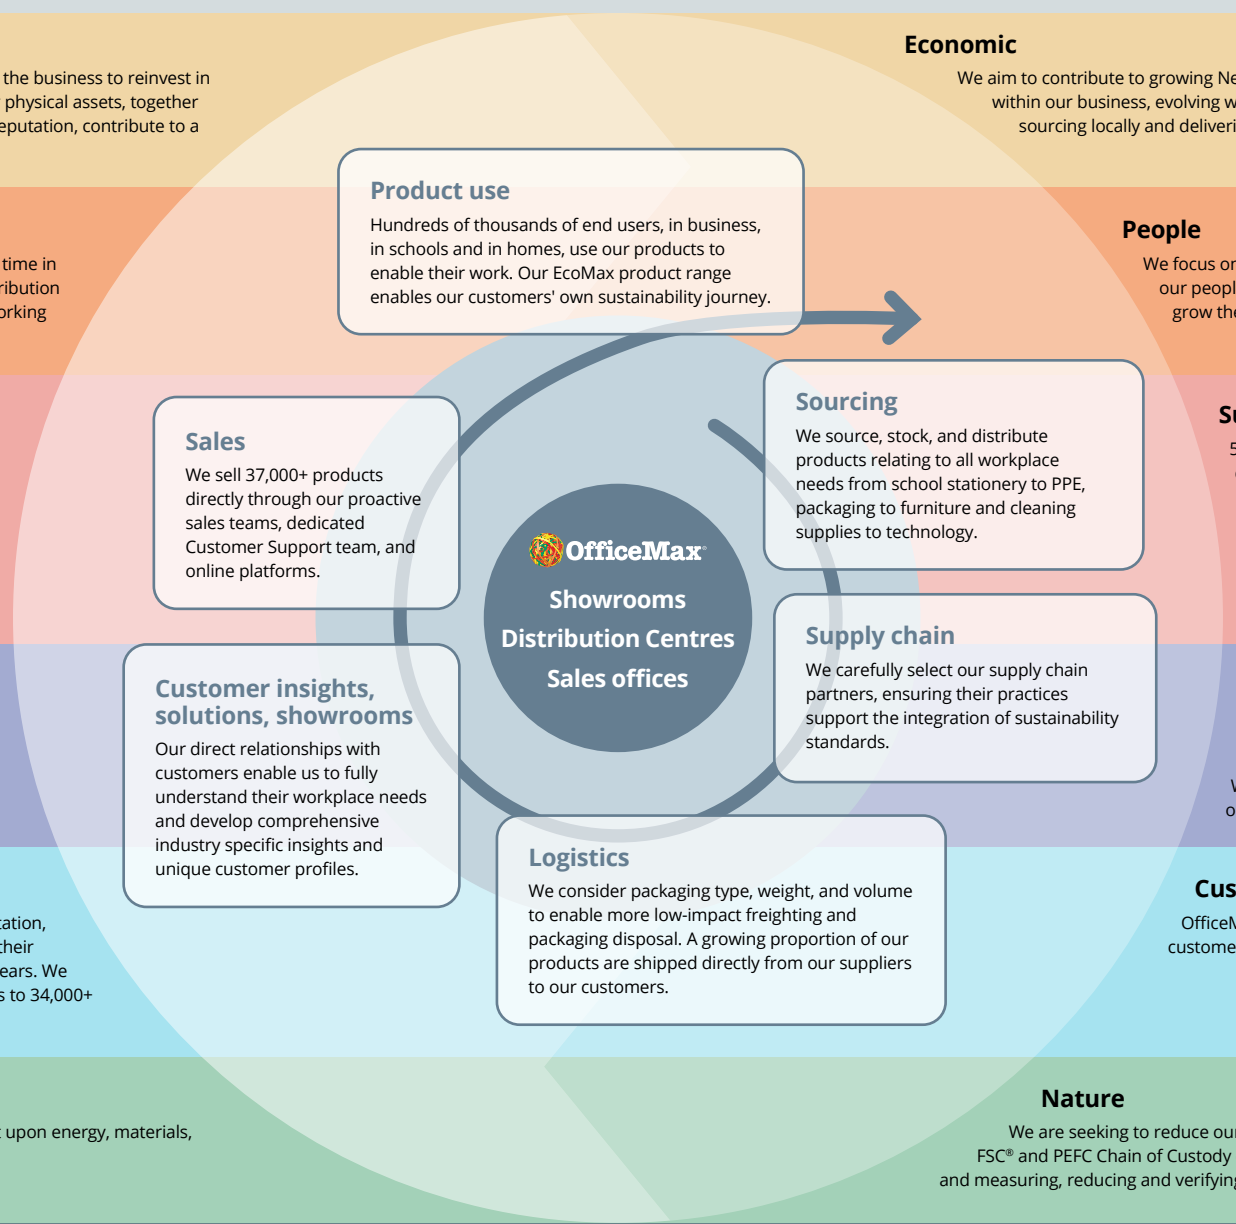 the business to reinvest in
physical assets, together
eputation, contribute to a
Economic
We aim to contribute to growing Ne
within our business, evolving w
sourcing locally and deliveri
Product use
Hundreds of thousands of end users, in business,
in schools and in homes, use our products to
enable their work. Our EcoMax product range
enables our customers' own sustainability journey.
time in
ribution
orking
People
We focus on
our peopl
grow the
Sales
We sell 37,000+ products
directly through our proactive
sales teams, dedicated
Customer Support team, and
online platforms.
Sourcing
We source, stock, and distribute
products relating to all workplace
needs from school stationery to PPE,
packaging to furniture and cleaning
supplies to technology.
Su
5
OfficeMax
Showrooms
Distribution Centres
Sales offices
Supply chain
We carefully select our supply chain
partners, ensuring their practices
support the integration of sustainability
standards.
Customer insights,
solutions, showrooms
Our direct relationships with
customers enable us to fully
understand their workplace needs
and develop comprehensive
industry specific insights and
unique customer profiles.
W
o
Logistics
We consider packaging type, weight, and volume
to enable more low-impact freighting and
packaging disposal. A growing proportion of our
products are shipped directly from our suppliers
to our customers.
tation,
their
ears. We
s to 34,000+
Cus
OfficeM
custome
t upon energy, materials,
Nature
We are seeking to reduce our
FSC® and PEFC Chain of Custody
and measuring, reducing and verifying